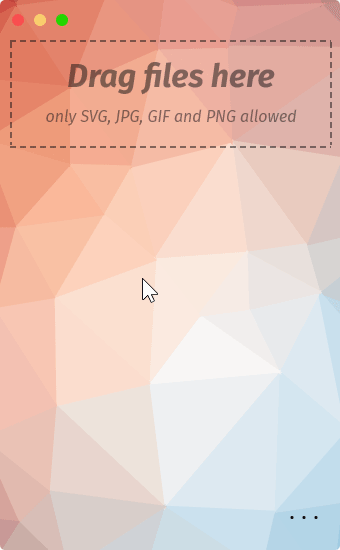 Drag files here
only SVG, JPG, GIF and PNG allowed
...